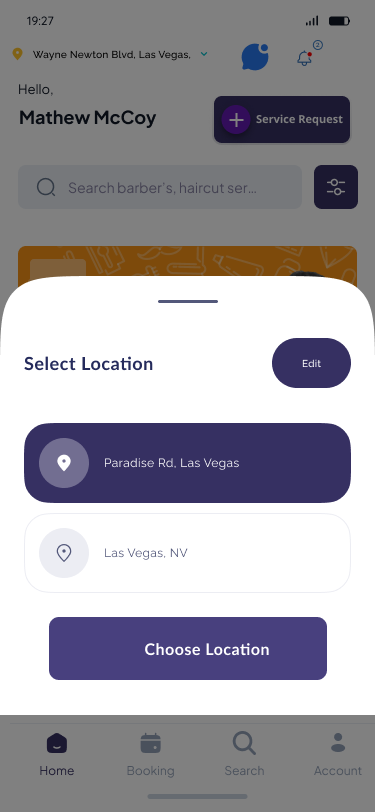 19:27
Wayne Newton Blvd, Las Vegas,
2
Hello,
Mathew McCoy
Service Request
Search barber's, haircut ser...
Select Location
Edit
Paradise Rd, Las Vegas
Las Vegas, NV
Choose Location
Home
Booking
Search
Account